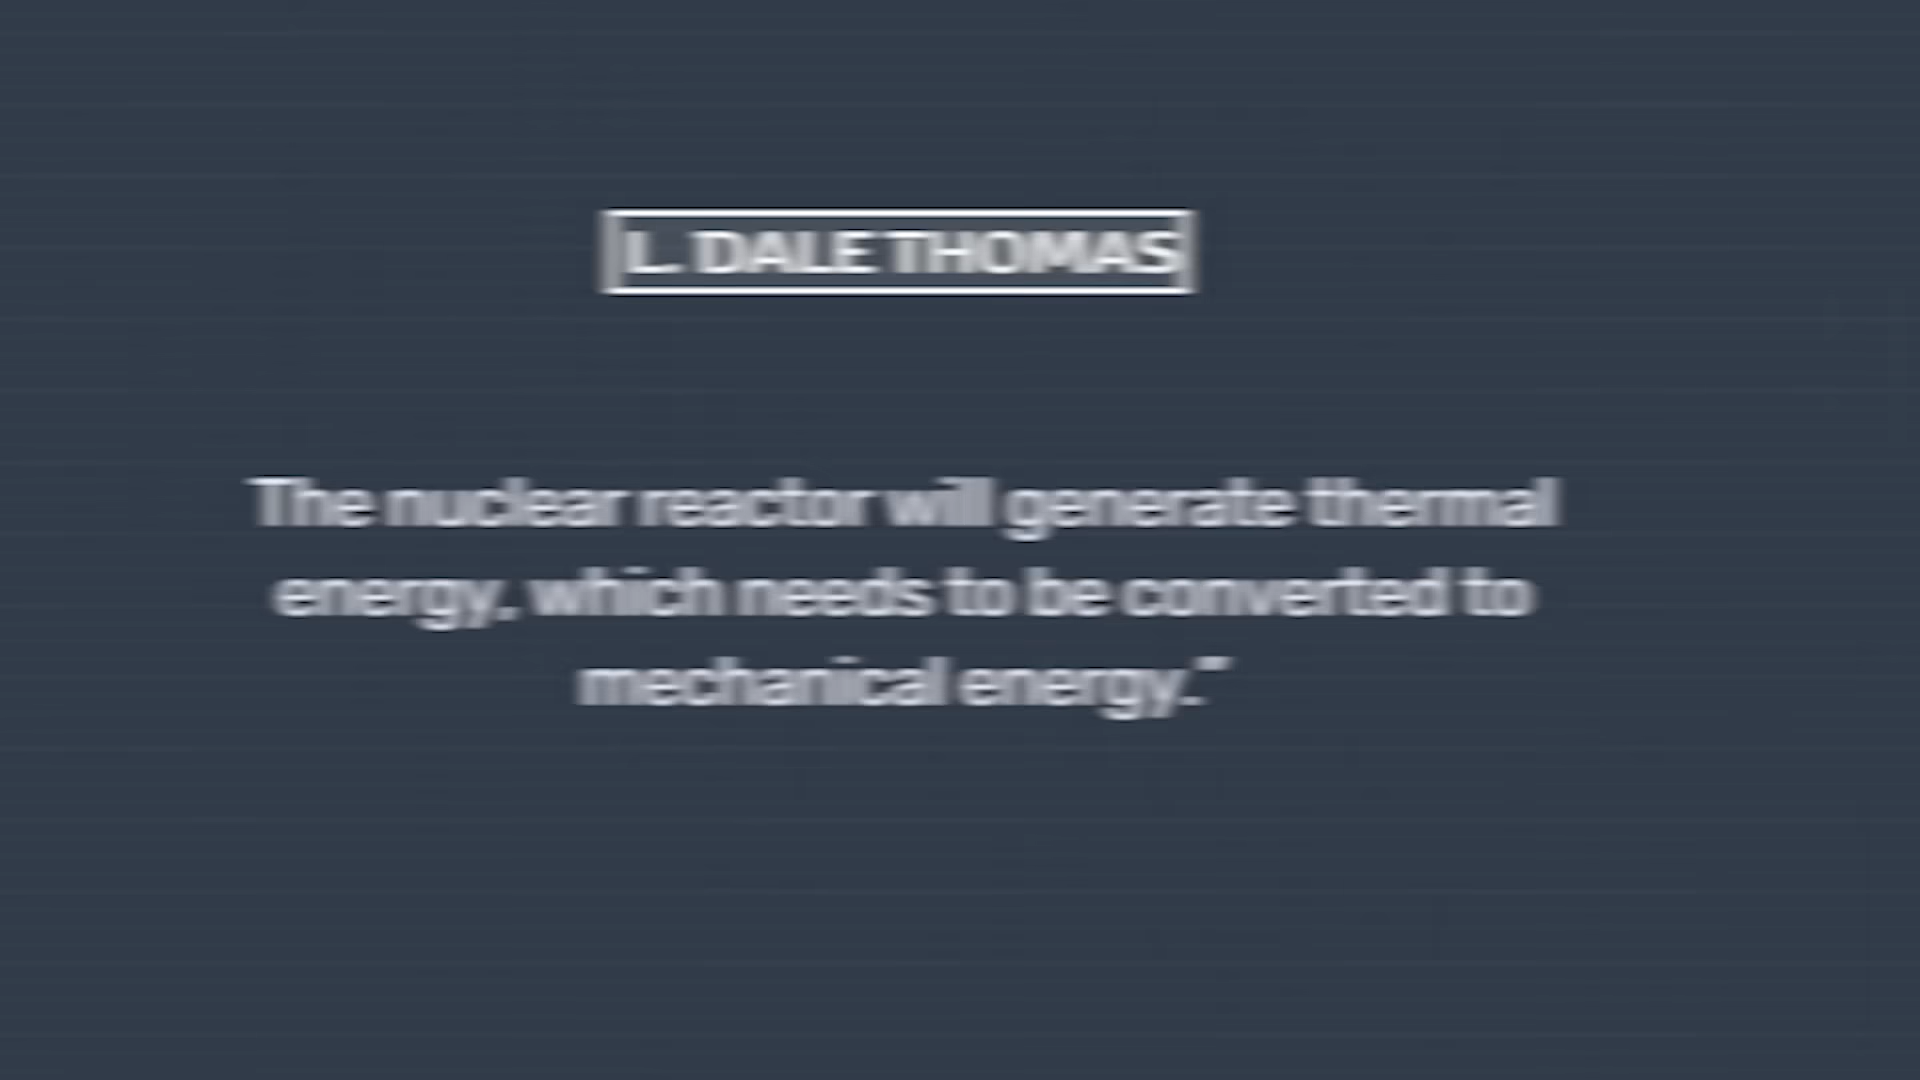 L. DALE THOMAS
The nuclear reactor will generate thermal
energy, which needs to be converted to
mechanical energy."